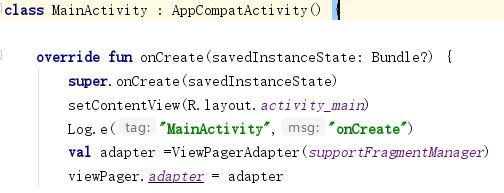 class MainActivity : AppCompatActivity() {
override fun onCreate(savedInstanceState: Bundle?) {
super.onCreate(savedInstanceState)
setContentView(R.layout.activity_main)
Log.e( tag: "MainActivity", msg: "onCreate")
val adapter =ViewPagerAdapter(supportFragmentManager)
viewPager.adapter = adapter